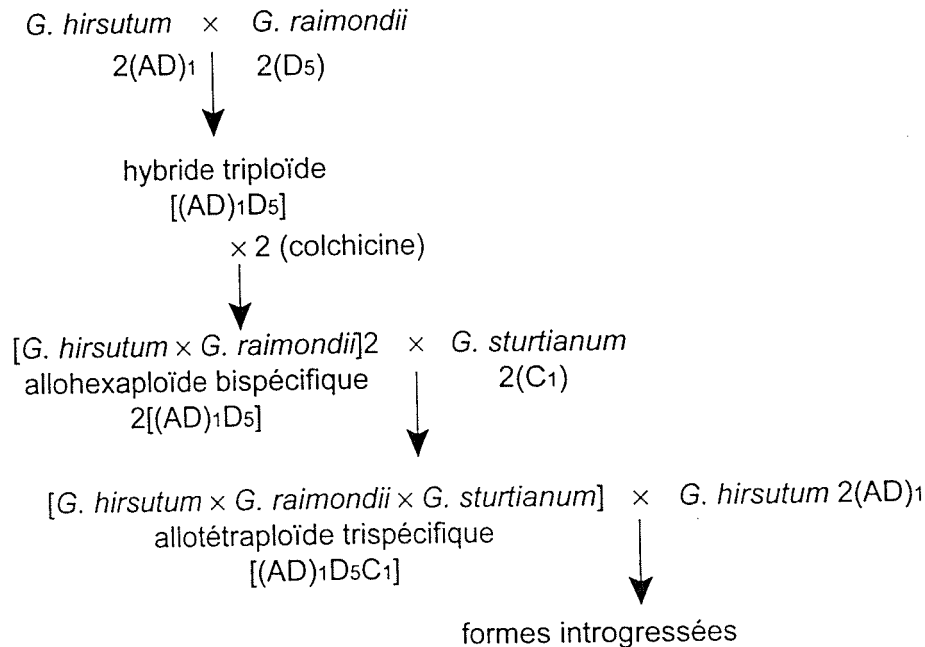 G. hirsutum × G. raimondii
2(AD)1 2(D5)
hybride triploïde
[(AD)1D5]
× 2 (colchicine)
[G. hirsutum × G. raimondii]2 × G. sturtianum
allohexaploïde bispécifique 2(C1)
2[(AD)1D5]
[G. hirsutum × G. raimondii × G. sturtianum] × G. hirsutum 2(AD)1
allotétraploïde trispécifique
[(AD)1D5C1]
formes introgressées